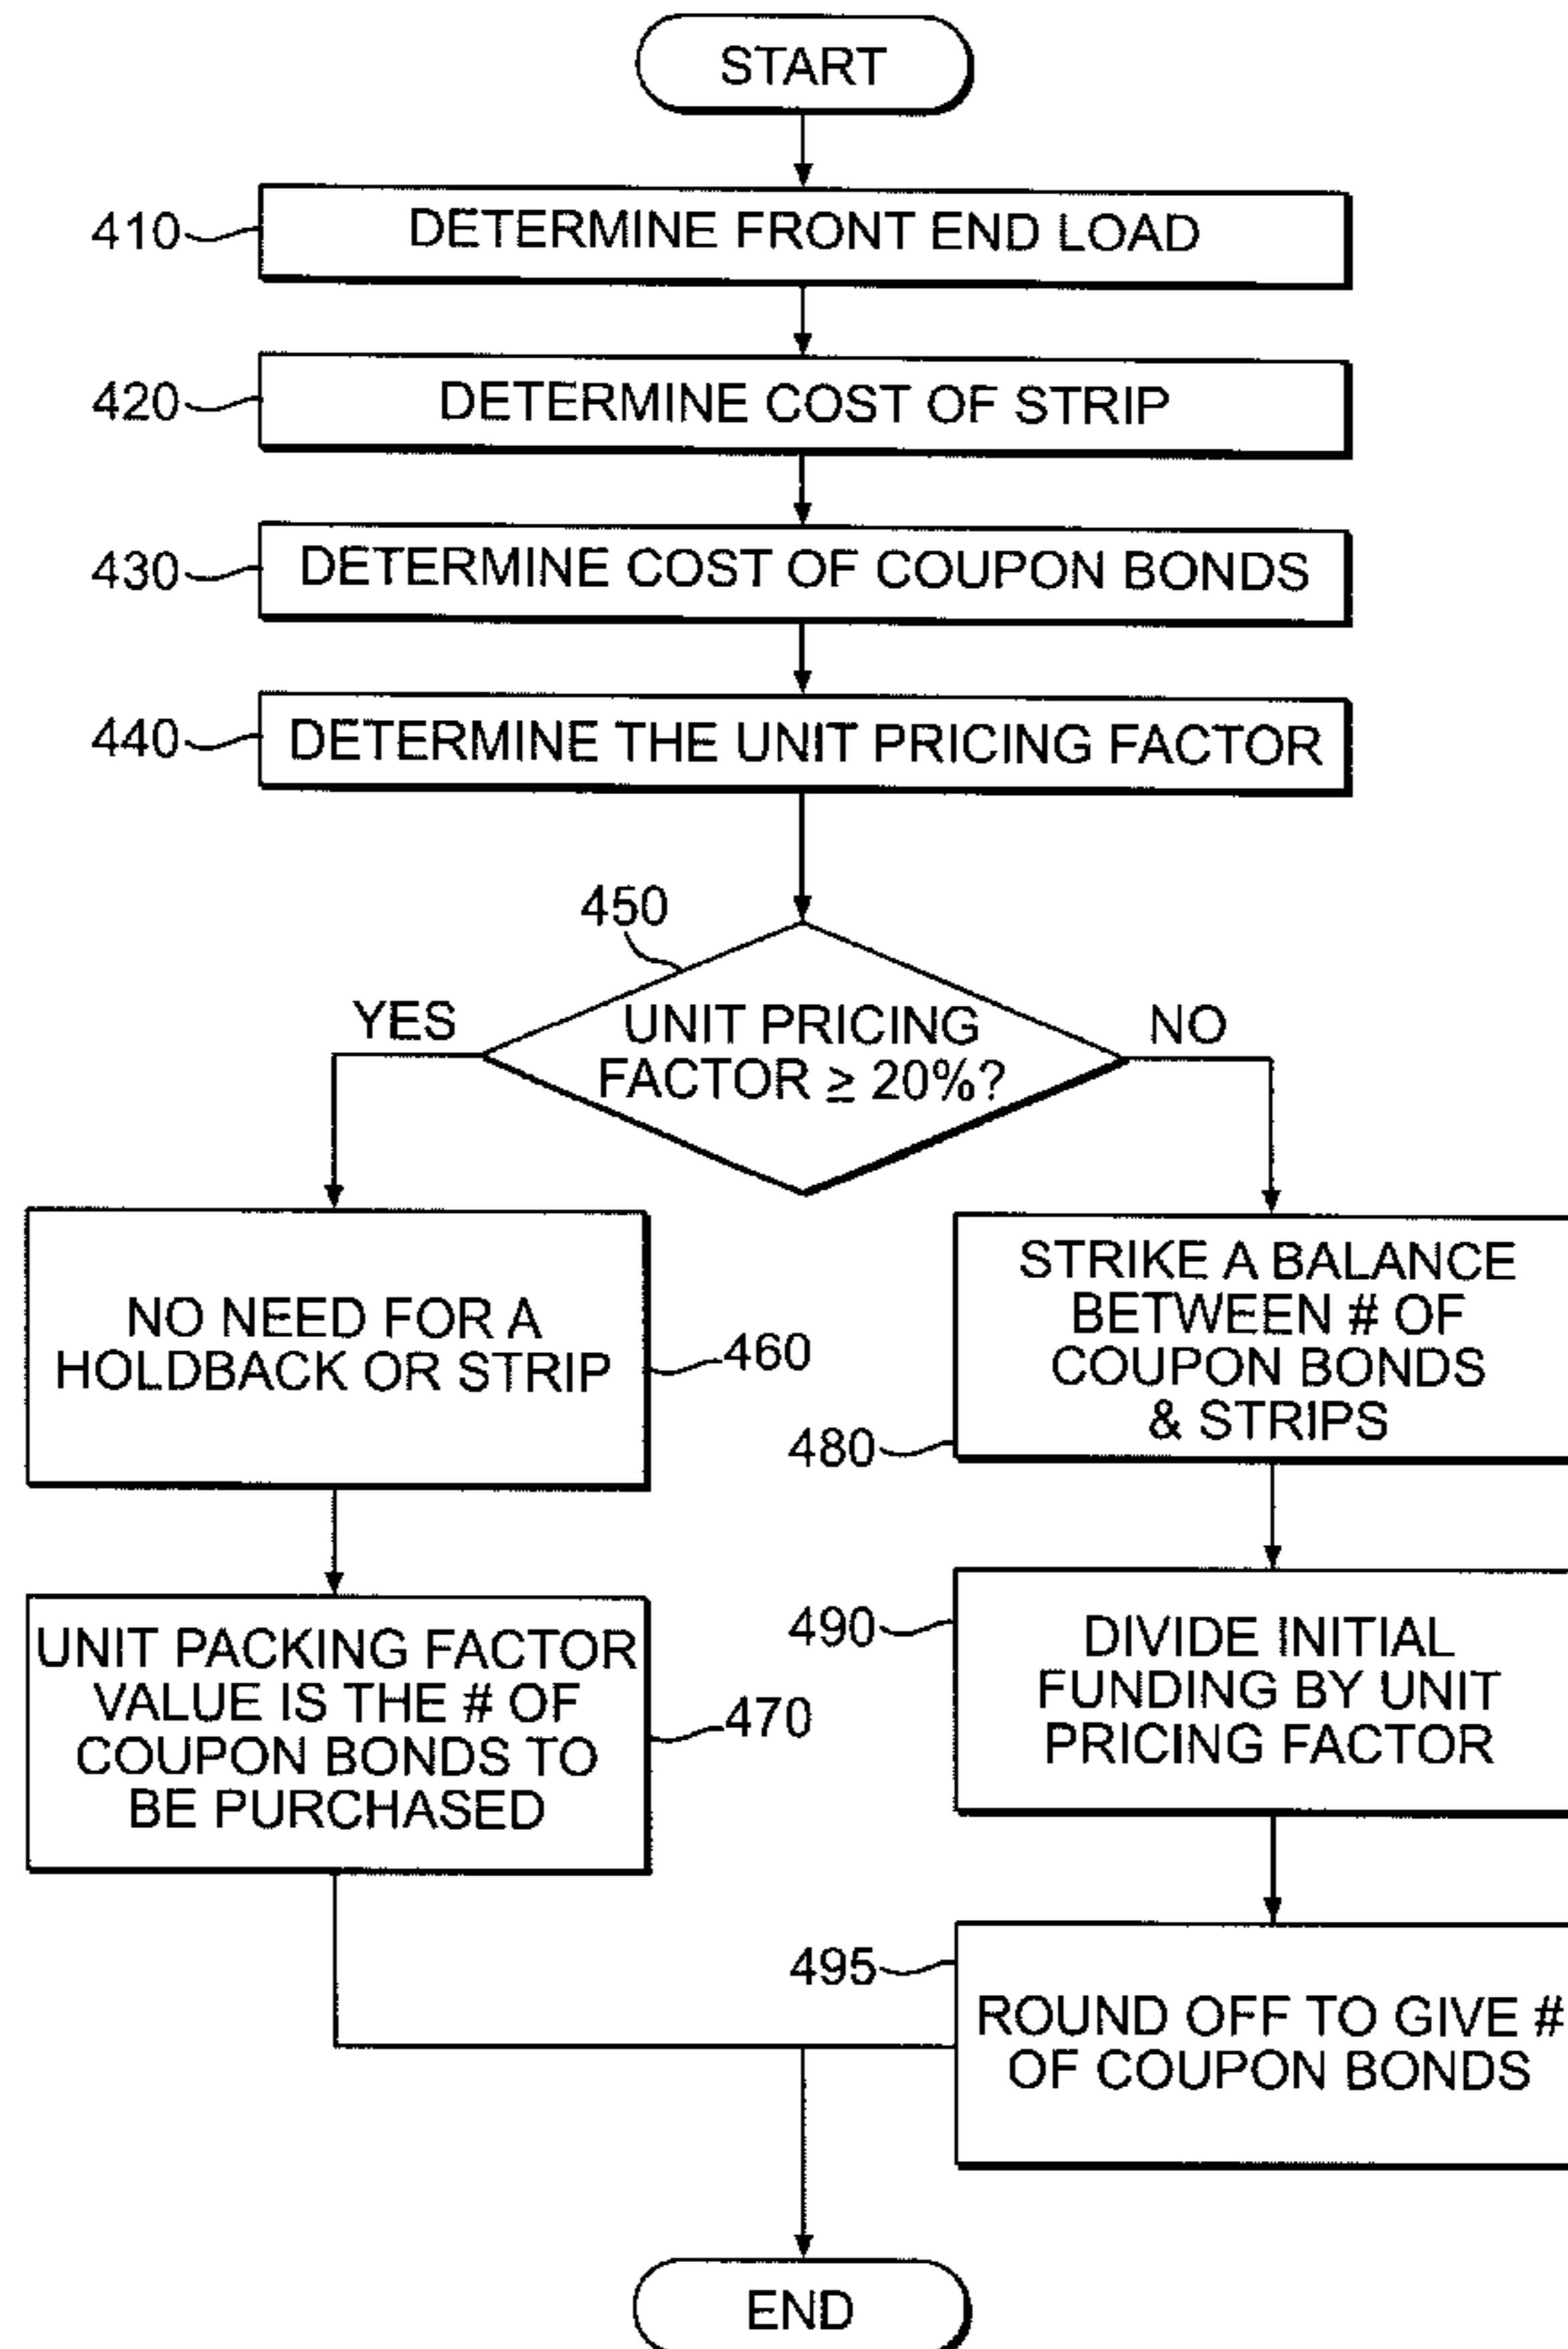 START
410
DETERMINE FRONT END LOAD
420
DETERMINE COST OF STRIP
430
DETERMINE COST OF COUPON BONDS
440
DETERMINE THE UNIT PRICING FACTOR
450
YES
UNIT PRICING
FACTOR ≥ 20%?
NO
NO NEED FOR A
HOLDBACK OR STRIP
460
UNIT PACKING FACTOR
VALUE IS THE # OF
COUPON BONDS TO
BE PURCHASED
470
STRIKE A BALANCE
BETWEEN # OF
COUPON BONDS
& STRIPS
480
490
DIVIDE INITIAL
FUNDING BY UNIT
PRICING FACTOR
495
ROUND OFF TO GIVE #
OF COUPON BONDS
END